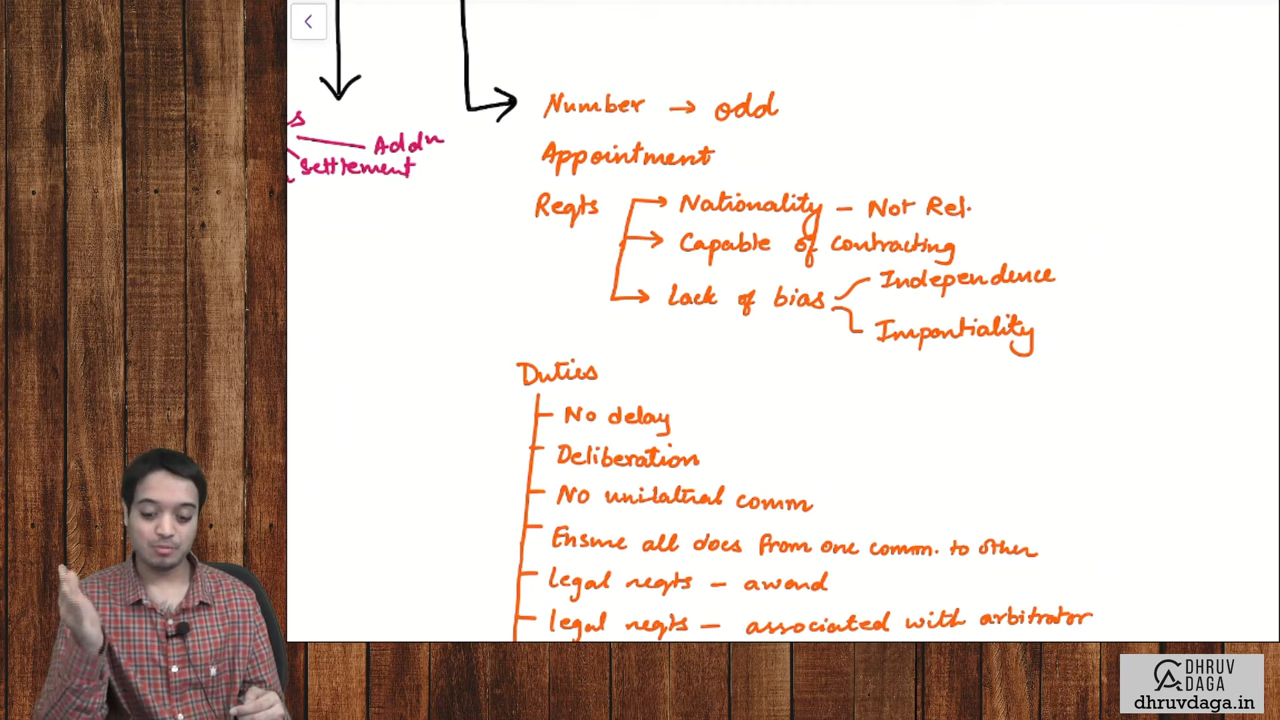 Number → odd
s
Addn
Settlement
Appointment
Reqts
Nationality - Not Rel.
Capable of contracting
Lack of bias
Independence
Impartiality
Duties
No delay
Deliberation
No unilatral comm
Ensure all docs from one comm. to other
Legal reqts - award
Legal reqts - associated with arbitrator
DHRUV
DAGA
dhruvdaga.in